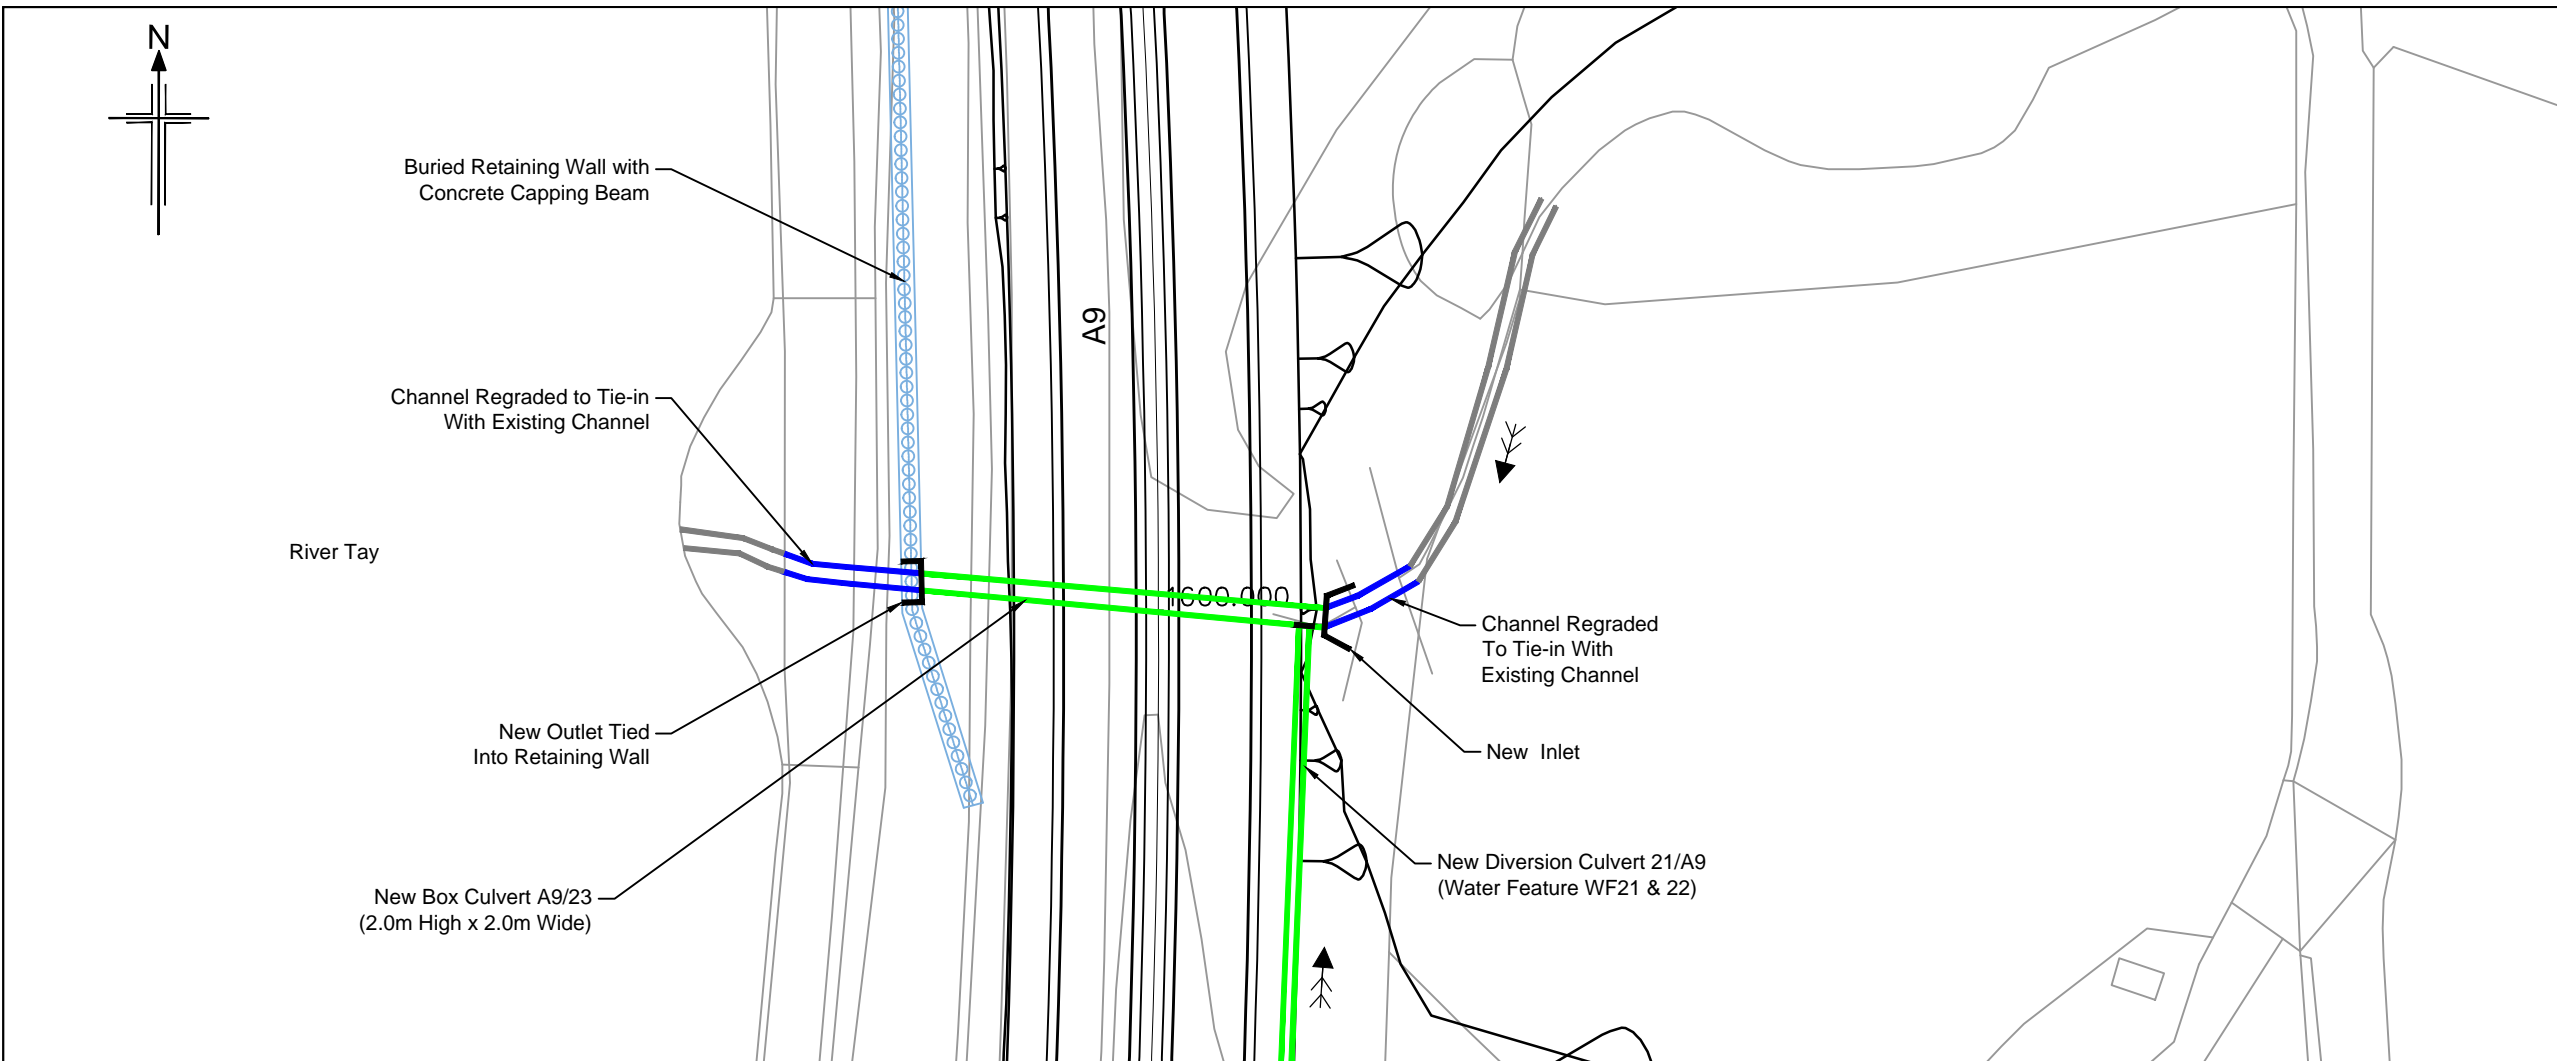 N
Buried Retaining Wall with
Concrete Capping Beam
A9
Channel Regraded to Tie-in
With Existing Channel
River Tay
1600.000
Channel Regraded
To Tie-in With
Existing Channel
New Outlet Tied
Into Retaining Wall
New Inlet
New Box Culvert A9/23
(2.0m High x 2.0m Wide)
New Diversion Culvert 21/A9
(Water Feature WF21 & 22)